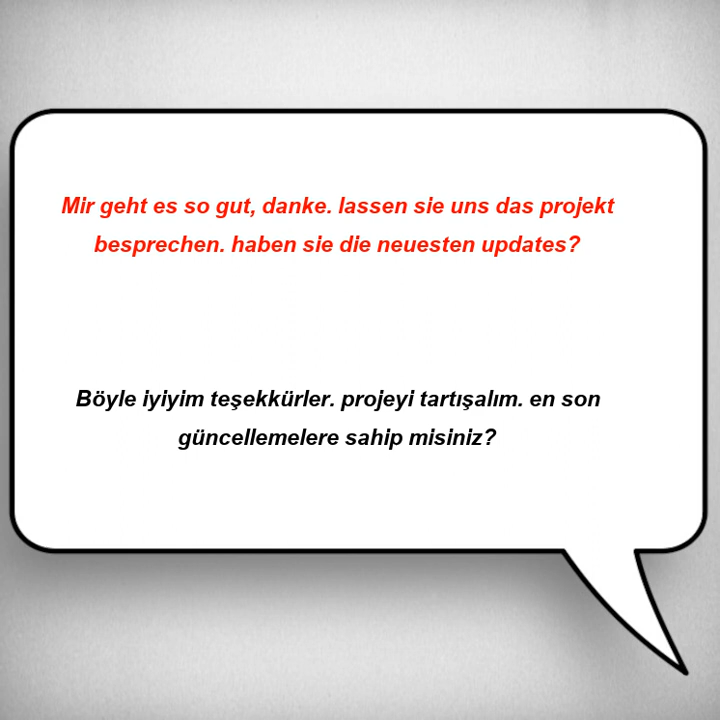 Mir geht es so gut, danke. lassen sie uns das projekt
besprechen. haben sie die neuesten updates?
Böyle iyiyim teşekkürler. projeyi tartışalım. en son
güncellemelere sahip misiniz?